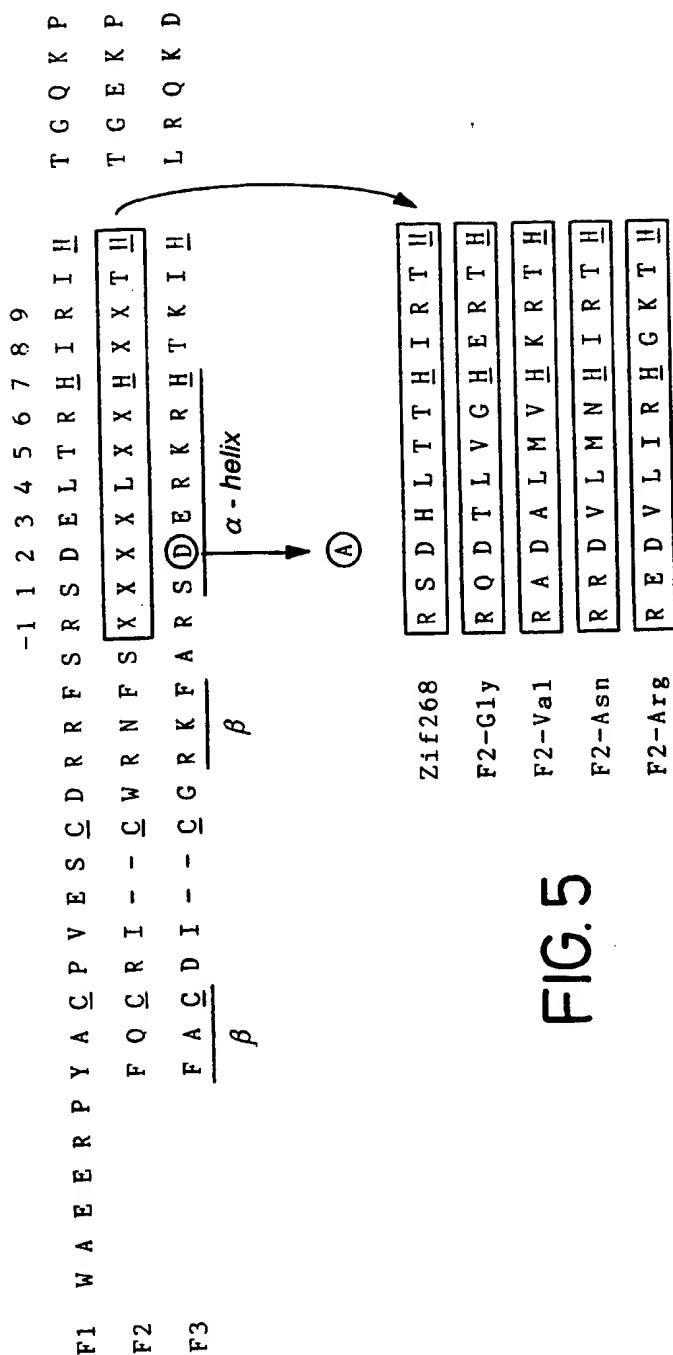 -1 1 2 3 4 5 6 7 8 9
F1 W A E E R P Y A C P V E S C D R R F S R S D E L T R H I R I H T G Q K P
F2 F Q C R I - - C W R N F S X X X X L X X H X X T H T G E K P
F3 F A C D I - - C G R K F A R S D E R K R H T K I H L R Q K D
β β α - helix
A
Zif268 R S D H L T T H I R T H
F2-Gly R Q D T L V G H E R T H
F2-Val R A D A L M V H K R T H
F2-Asn R R D V L M N H I R T H
F2-Arg R E D V L I R H G K T H
FIG. 5